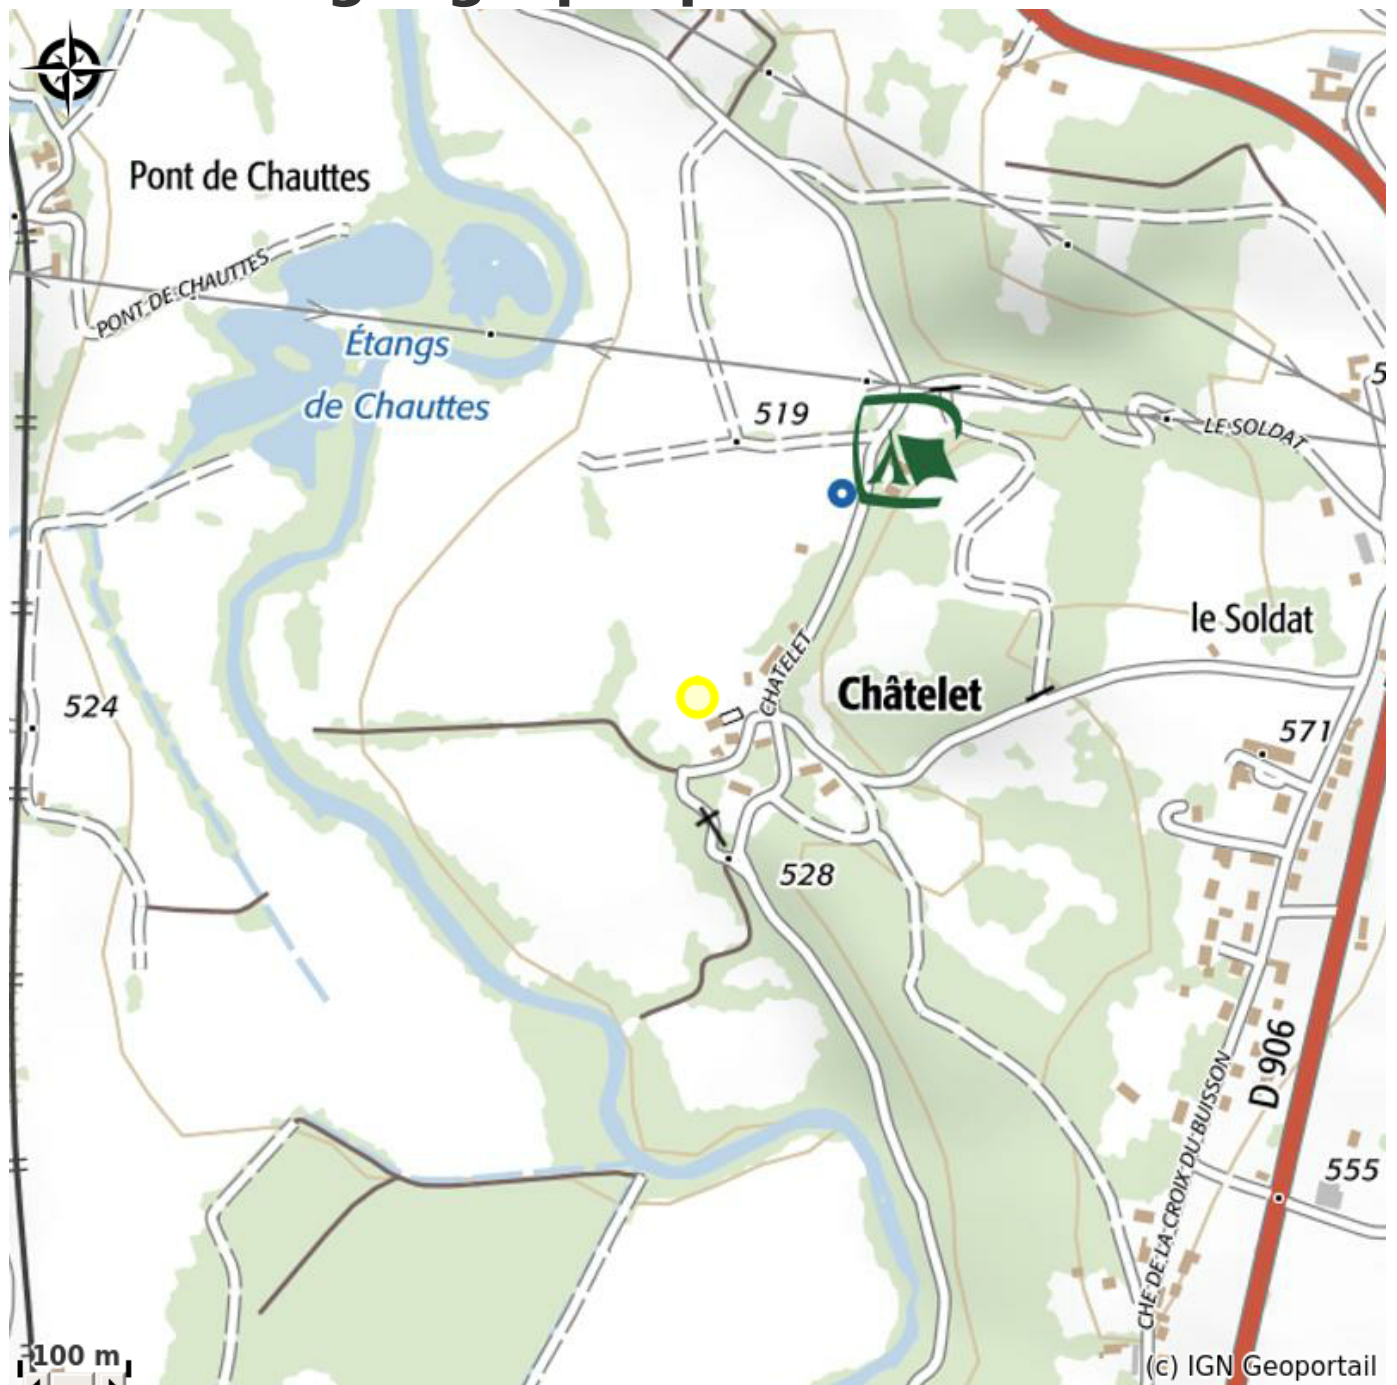 Pont de Chauttes
PONT DE CHAUTTES
Étangs
de Chauttes
519
LE SOLDAT
524
CHATELET
Châtelet
le Soldat
571
528
D 906
CHE DE LA CROIX DU BUISSON
555
100 m
(c) IGN Geoportail